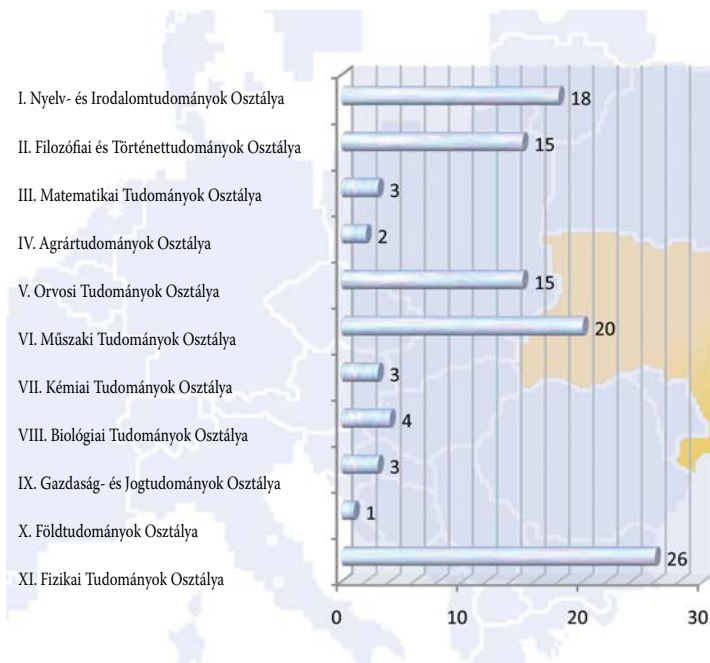 I. Nyelv- és Irodalomtudományok Osztálya 18
II. Filozófiai és Történettudományok Osztálya 15
III. Matematikai Tudományok Osztálya 3
IV. Agrártudományok Osztálya 2
V. Orvosi Tudományok Osztálya 15
VI. Műszaki Tudományok Osztálya 20
VII. Kémiai Tudományok Osztálya 3
VIII. Biológiai Tudományok Osztálya 4
IX. Gazdaság- és Jogtudományok Osztálya 3
X. Földtudományok Osztálya 1
XI. Fizikai Tudományok Osztálya 26
0 10 20 30